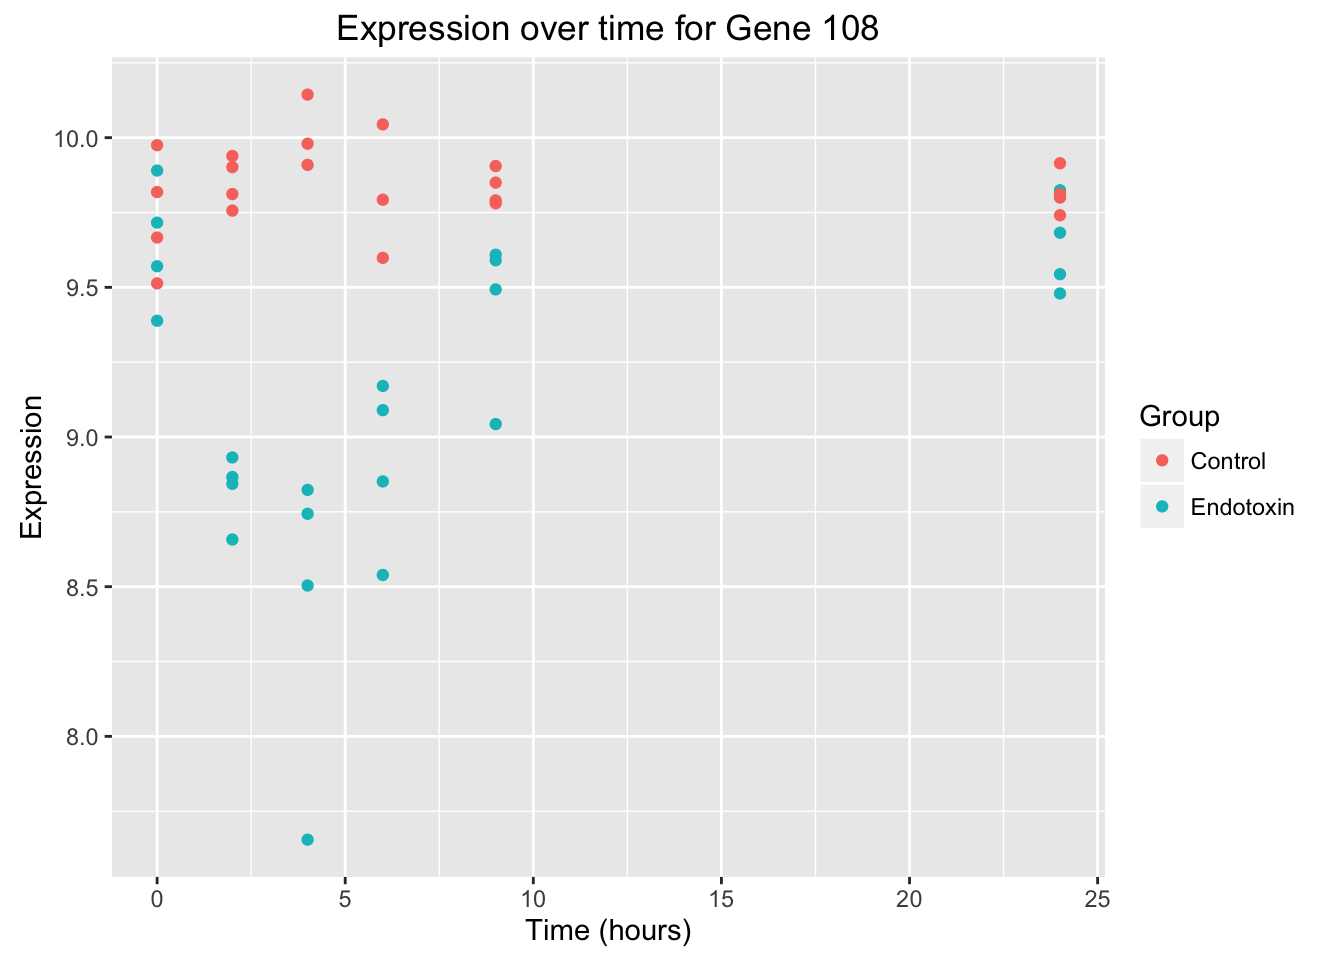 Expression over time for Gene 108
Expression
10.0
9.5
9.0
8.5
8.0
0 5 10 15 20 25
Time (hours)
Group
Control
Endotoxin